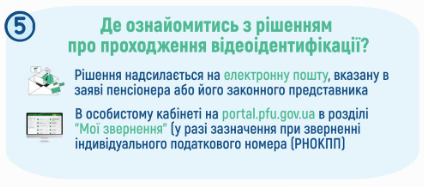 5
Де ознайомитись з рішенням
про проходження відеоідентифікації?
Рішення надсилається на електронну пошту, вказану в
заяві пенсіонера або його законного представника
В особистому кабінеті на portal.pfu.gov.ua в розділі
"Мої звернення" (у разі зазначення при зверненні
індивідуального податкового номера (РНОКПП)